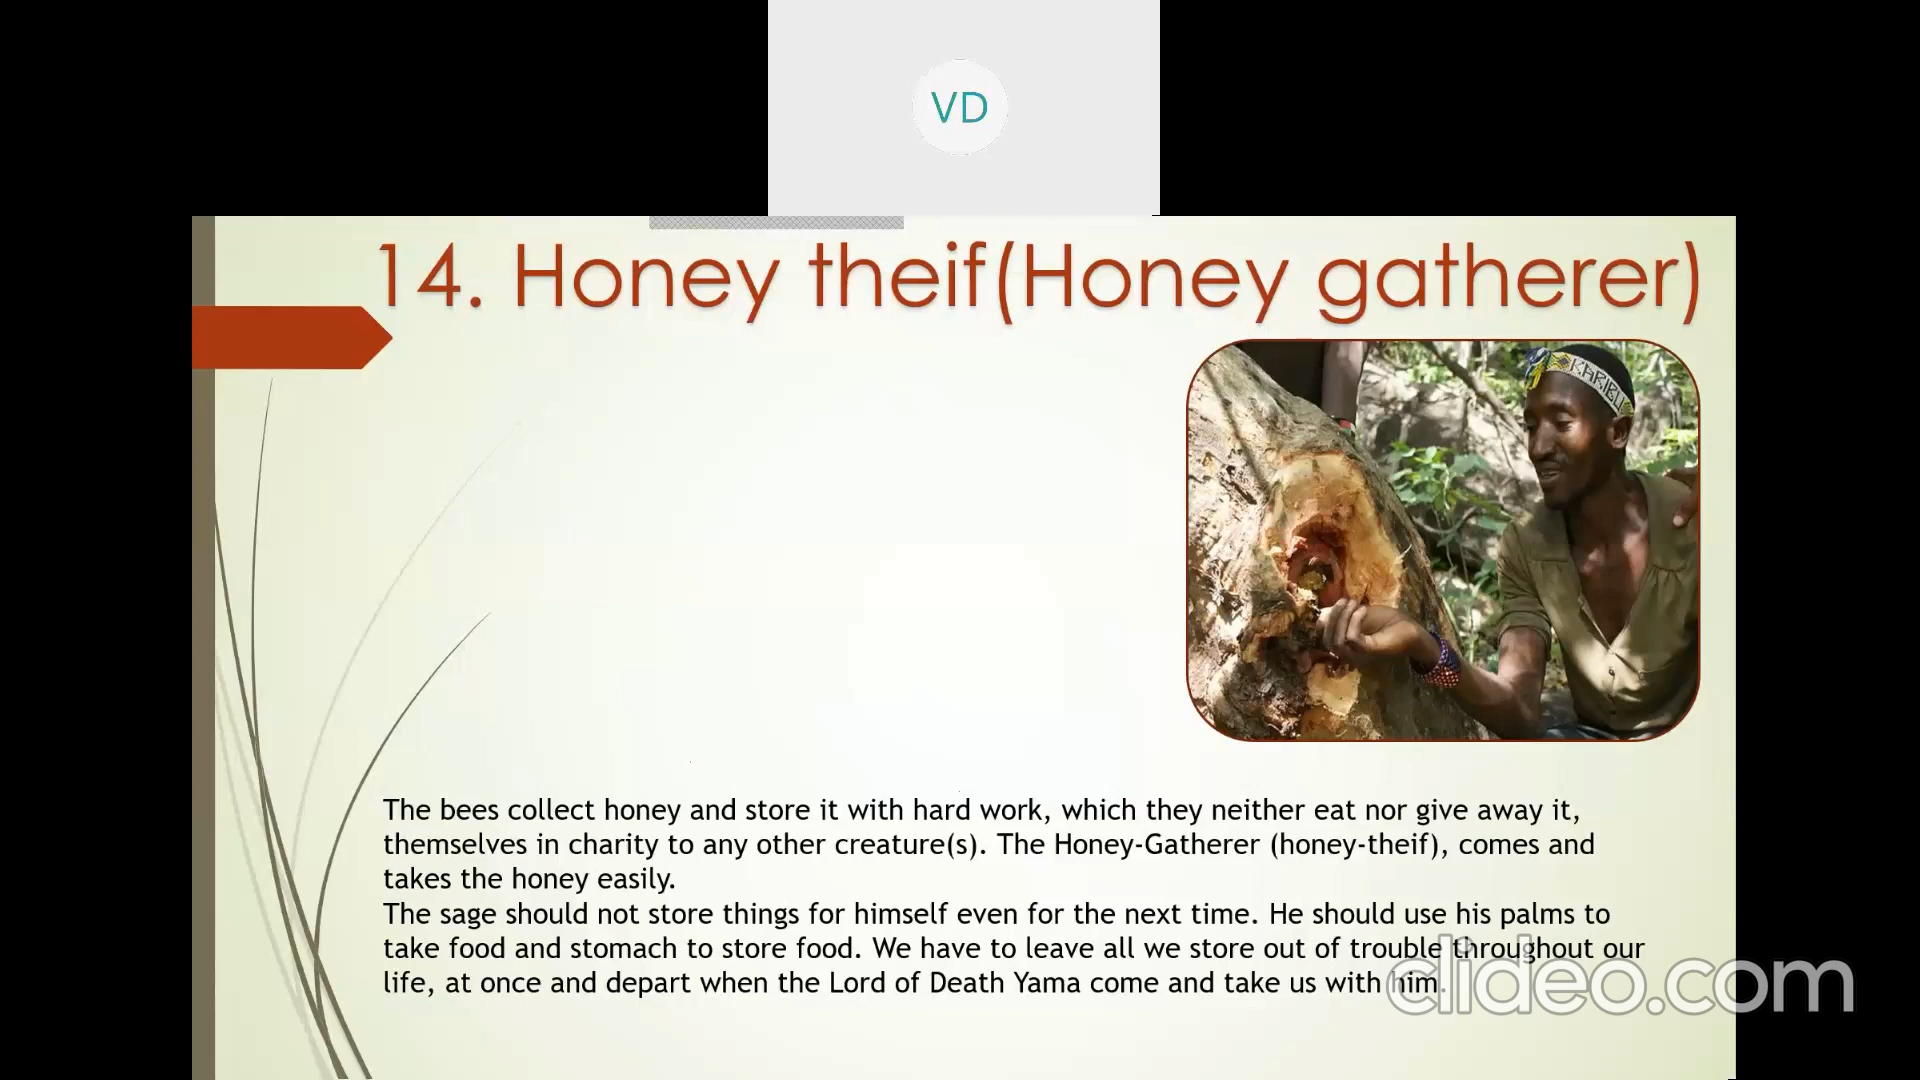 VD
14. Honey theif(Honey gatherer)
KARIBU
The bees collect honey and store it with hard work, which they neither eat nor give away it,
themselves in charity to any other creature(s). The Honey-Gatherer (honey-theif), comes and
takes the honey easily.
The sage should not store things for himself even for the next time. He should use his palms to
take food and stomach to store food. We have to leave all we store out of trouble throughout our
life, at once and depart when the Lord of Death Yama come and take us with him.
clideo.com